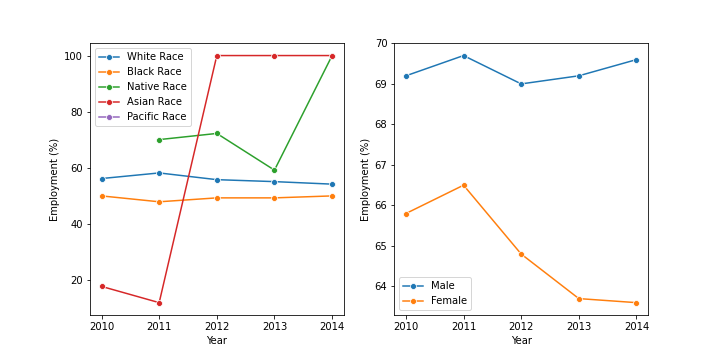 100
80
60
40
20
Employment (%)
White Race
Black Race
Native Race
Asian Race
Pacific Race
2010 2011 2012 2013 2014
Year
70
69
68
67
66
65
64
Employment (%)
Male
Female
2010 2011 2012 2013 2014
Year